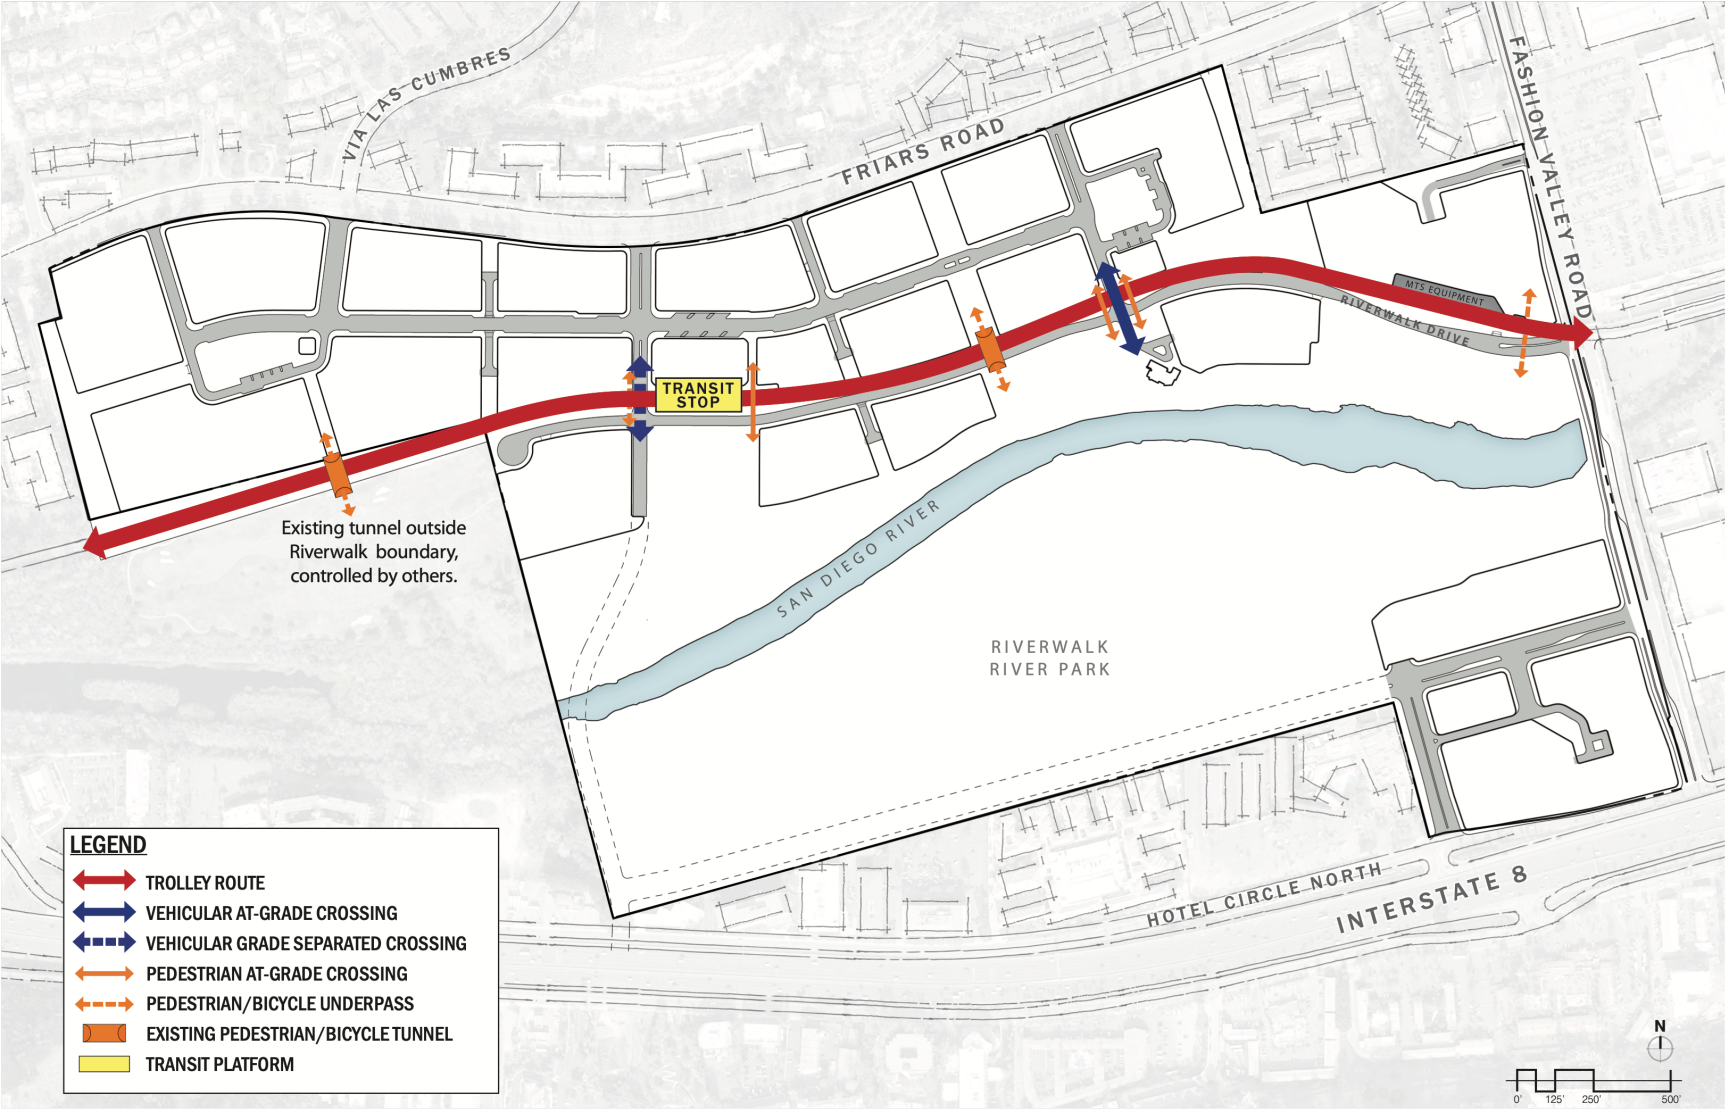 VIA LAS CUMBRES
FRIARS ROAD
FASHION VALLEY ROAD
MTS EQUIPMENT
RIVERWALK DRIVE
TRANSIT
STOP
Existing tunnel outside
Riverwalk boundary,
controlled by others.
SAN DIEGO RIVER
RIVERWALK
RIVER PARK
HOTEL CIRCLE NORTH
INTERSTATE 8
LEGEND
TROLLEY ROUTE
VEHICULAR AT-GRADE CROSSING
VEHICULAR GRADE SEPARATED CROSSING
PEDESTRIAN AT-GRADE CROSSING
PEDESTRIAN/BICYCLE UNDERPASS
EXISTING PEDESTRIAN/BICYCLE TUNNEL
TRANSIT PLATFORM
N
0' 125' 250' 500'